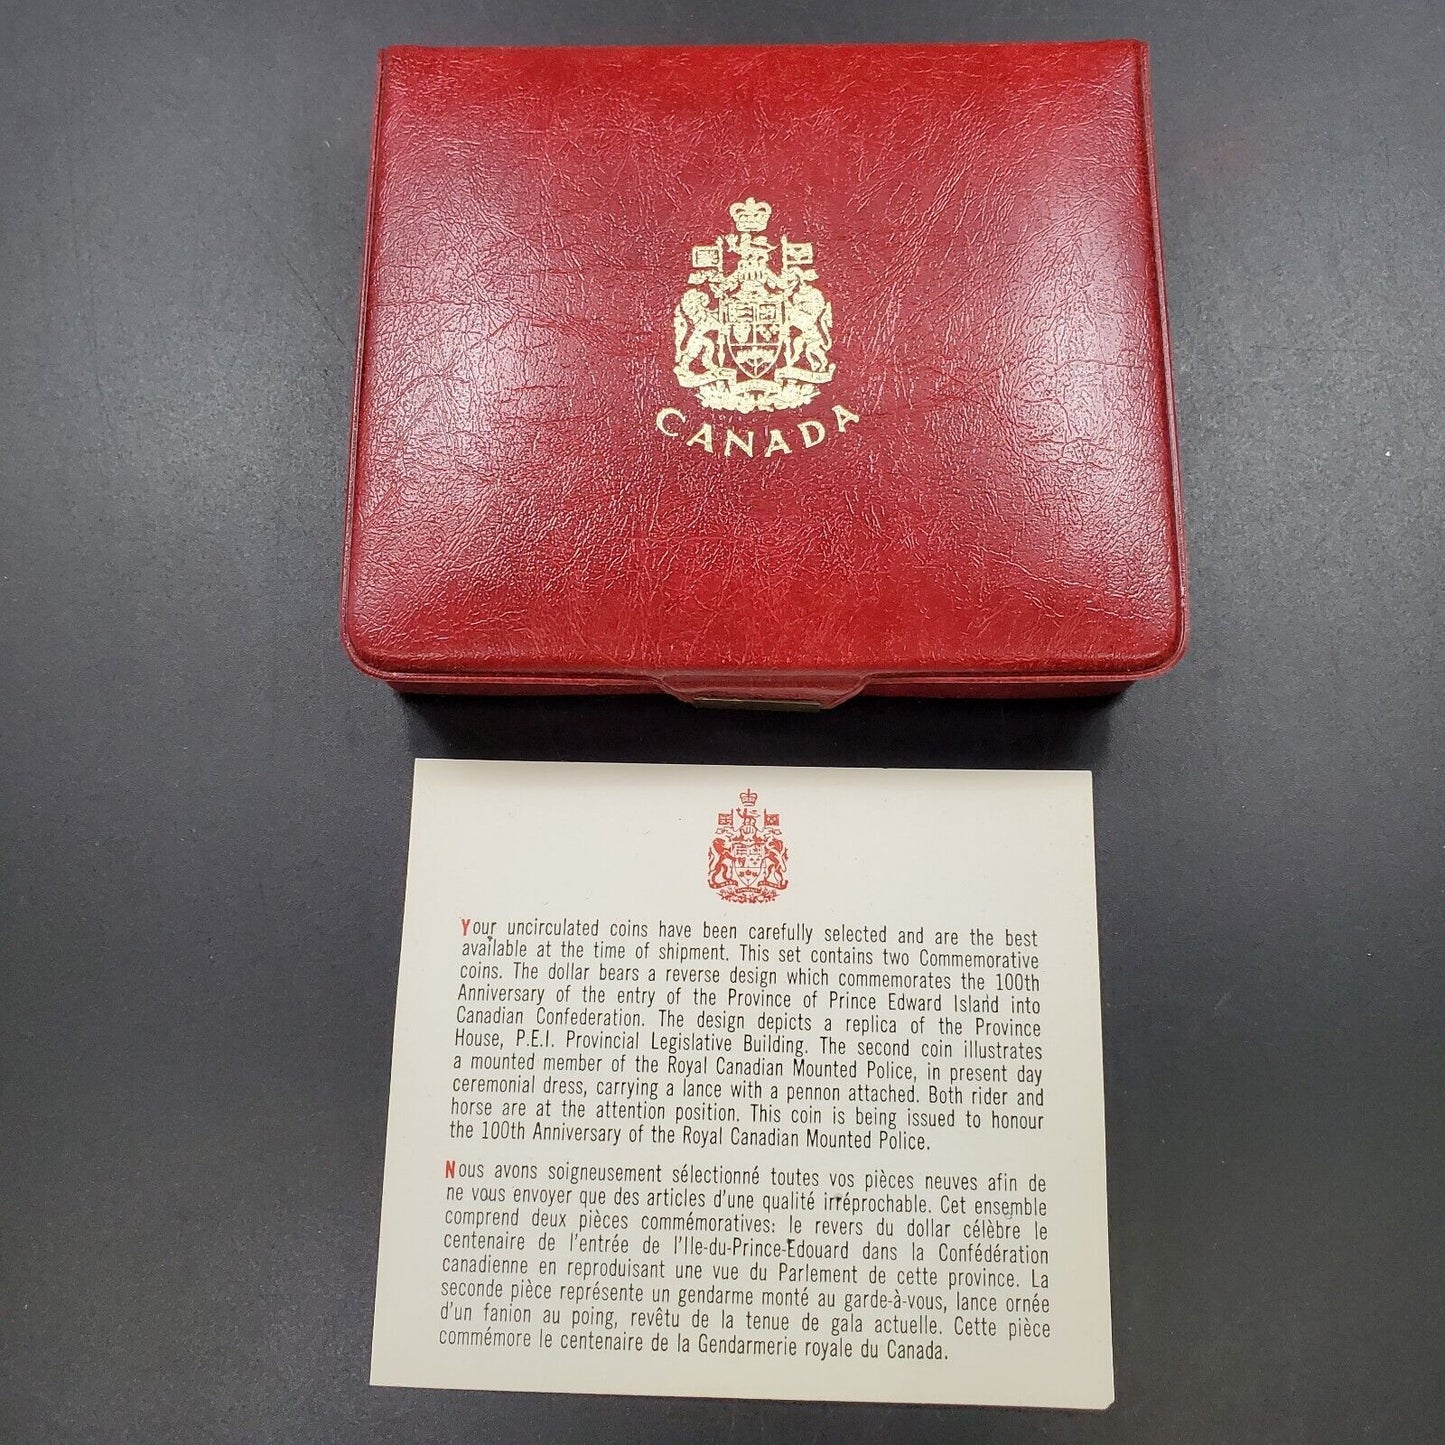 CANADA
Your uncirculated coins have been carefully selected and are the best
available at the time of shipment. This set contains two Commemorative
coins. The dollar bears a reverse design which commemorates the 100th
Anniversary of the entry of the Province of Prince Edward Island into
Canadian Confederation. The design depicts a replica of the Province
House, P.E.I. Provincial Legislative Building. The second coin illustrates
a mounted member of the Royal Canadian Mounted Police, in present day
ceremonial dress, carrying a lance with a pennon attached. Both rider and
horse are at the attention position. This coin is being issued to honour
the 100th Anniversary of the Royal Canadian Mounted Police.
Nous avons soigneusement sélectionné toutes vos pièces neuves afin de
ne vous envoyer que des articles d'une qualité irréprochable. Cet ensemble
comprend deux pièces commémoratives: le revers du dollar célèbre le
centenaire de l'entrée de l'Ile-du-Prince-Edouard dans la Confédération
canadienne en reproduisant une vue du Parlement de cette province. La
seconde pièce représente un gendarme monté au garde-à-vous, lance ornée
d'un fanion au poing, revêtu de la tenue de gala actuelle. Cette pièce
commémore le centenaire de la Gendarmerie royale du Canada.